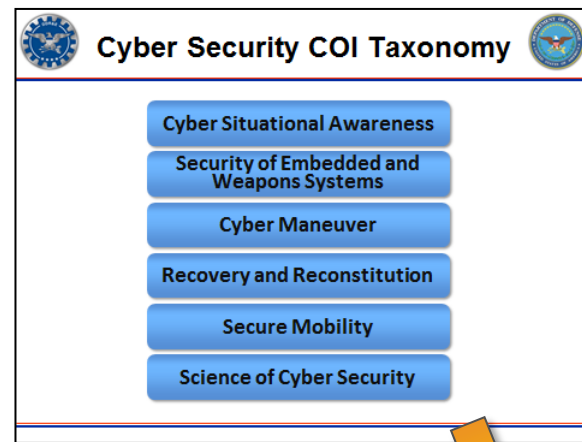 Cyber Security COI Taxonomy
Cyber Situational Awareness
Security of Embedded and
Weapons Systems
Cyber Maneuver
Recovery and Reconstitution
Secure Mobility
Science of Cyber Security